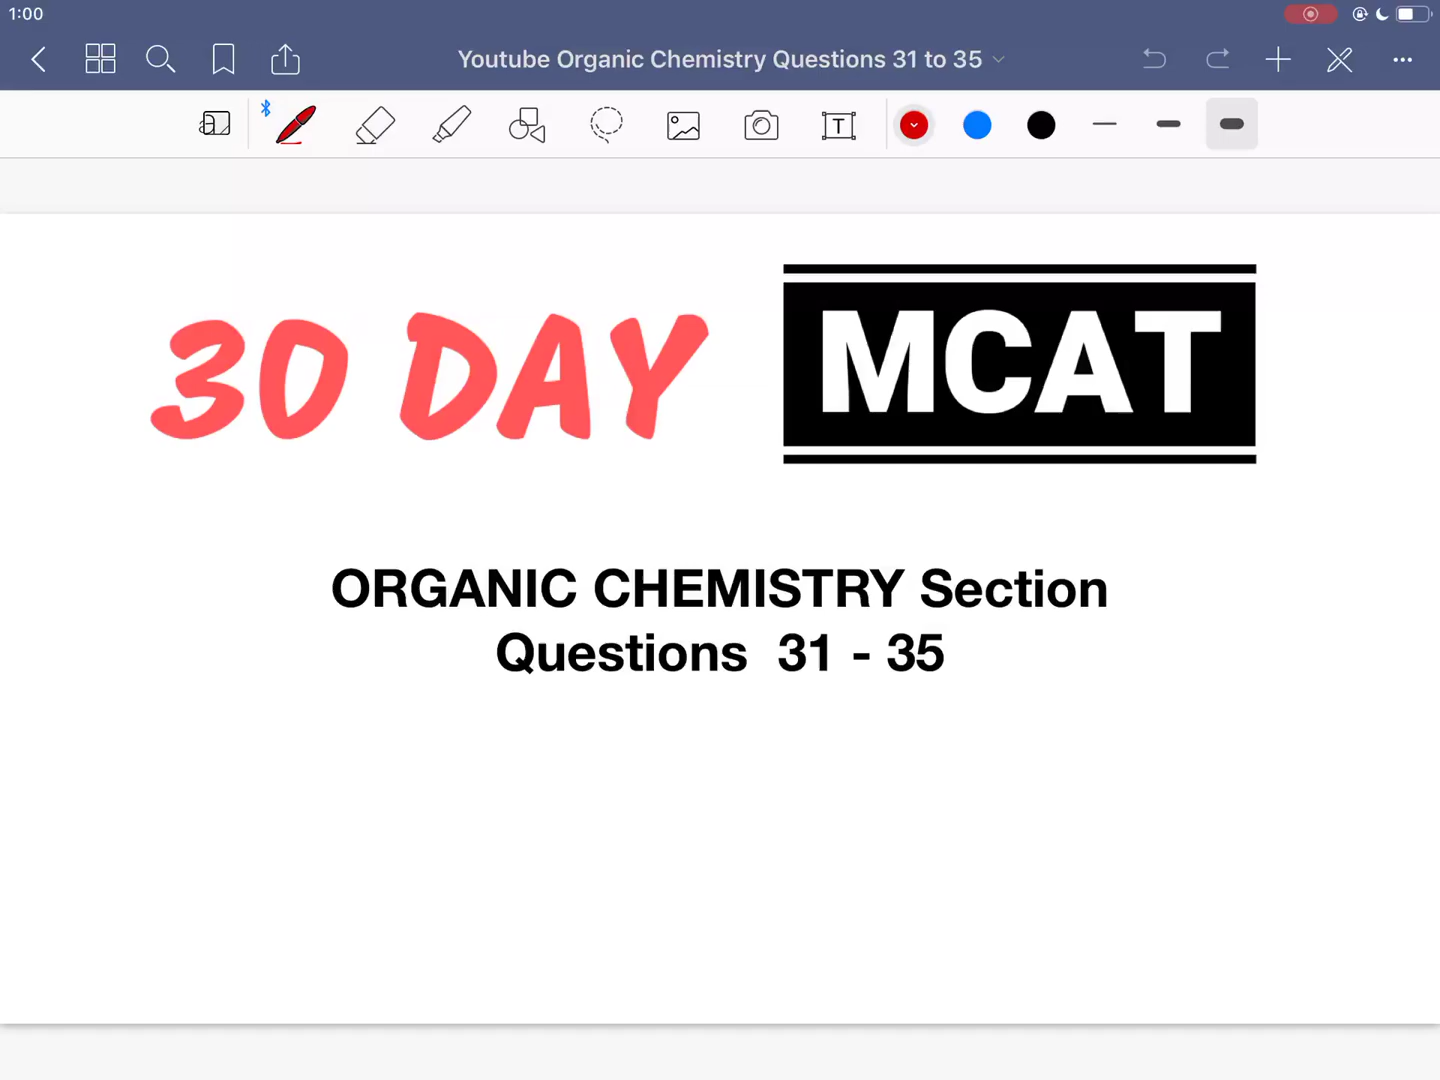 1:00
Youtube Organic Chemistry Questions 31 to 35
T
30 DAY MCAT
ORGANIC CHEMISTRY Section
Questions 31 - 35